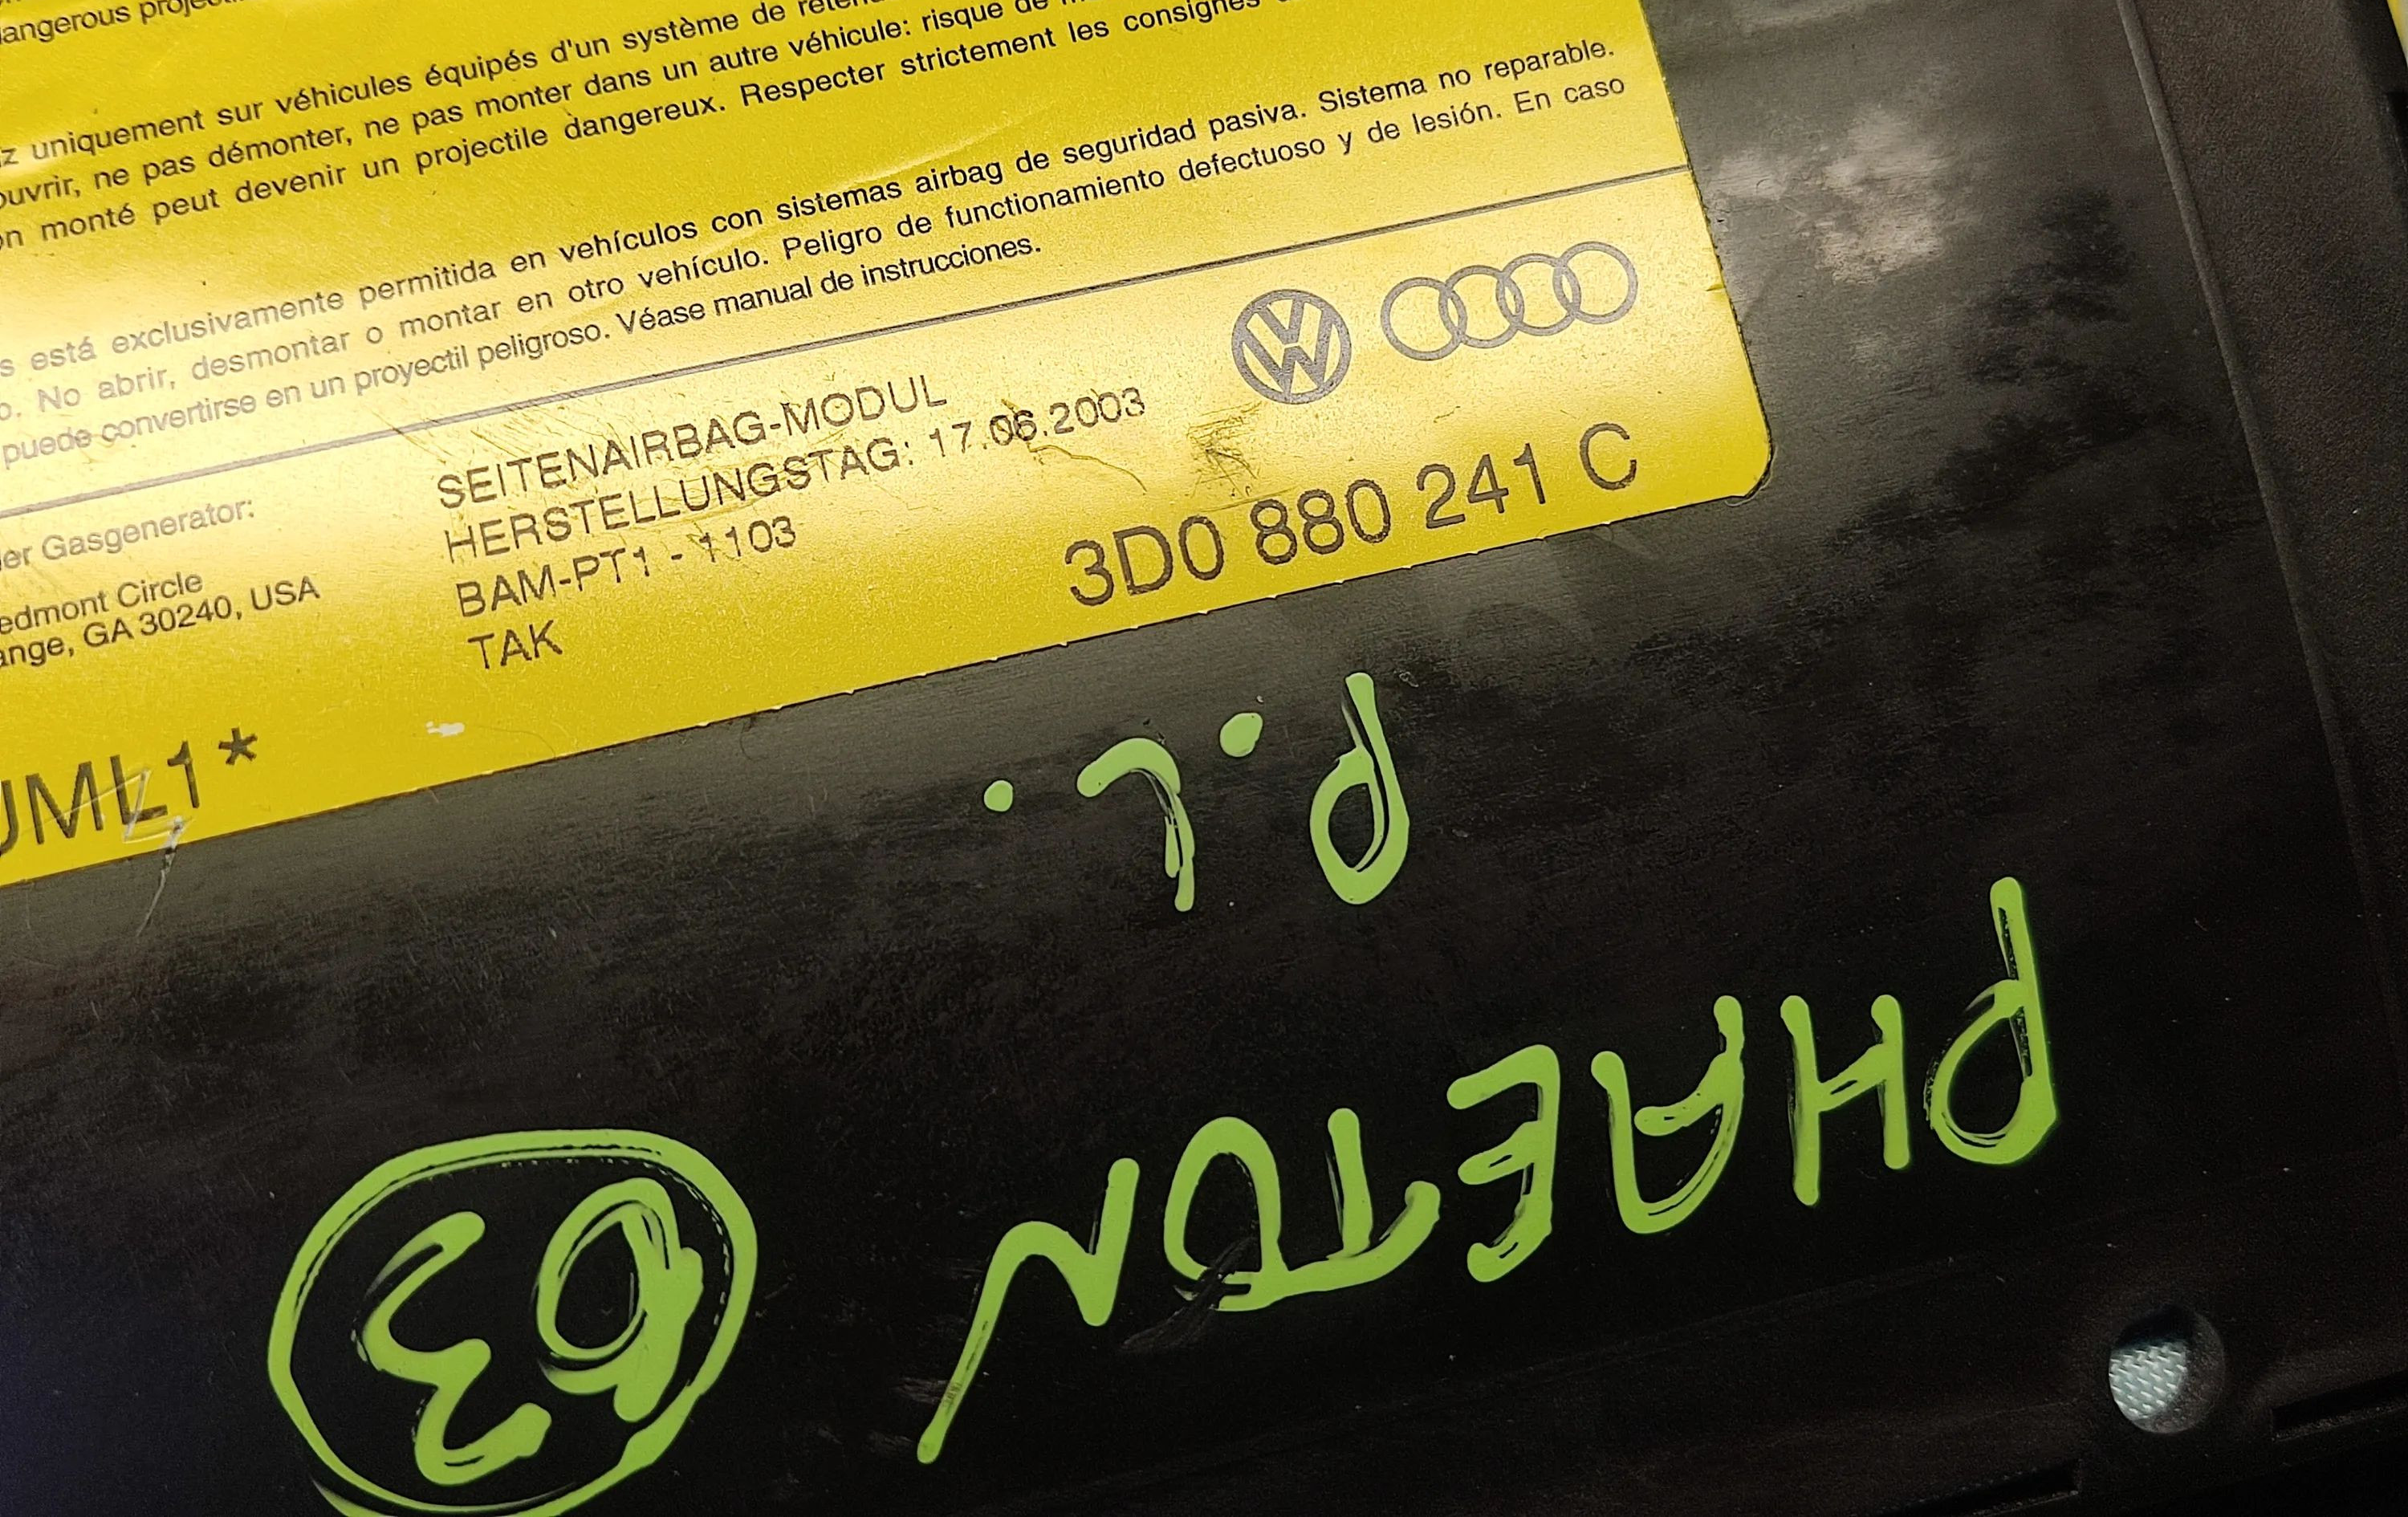 dangerous
z uniquement sur véhicules équipés d'un système de
ouvrir, ne pas démonter, ne pas monter dans un autre véhicule: risque de
monté peut devenir un projectile dangereux. Respecter strictement les consignes
s está exclusivamente permitida en vehículos con sistemas airbag de seguridad pasiva. Sistema no reparable.
o. No abrir, desmontar o montar en otro vehículo. Peligro de functionamiento defectuoso y de lesión. En caso
puede convertirse en un proyectil peligroso. Véase manual de instrucciones.
er Gasgenerator:
edmont Circle
ange, GA 30240, USA
SEITENAIRBAG-MODUL
HERSTELLUNGSTAG: 17.06.2003
BAM-PT1 - 1103
TAK
VW
3D0 880 241 C
UML1*
P.L.
PHAETON
03